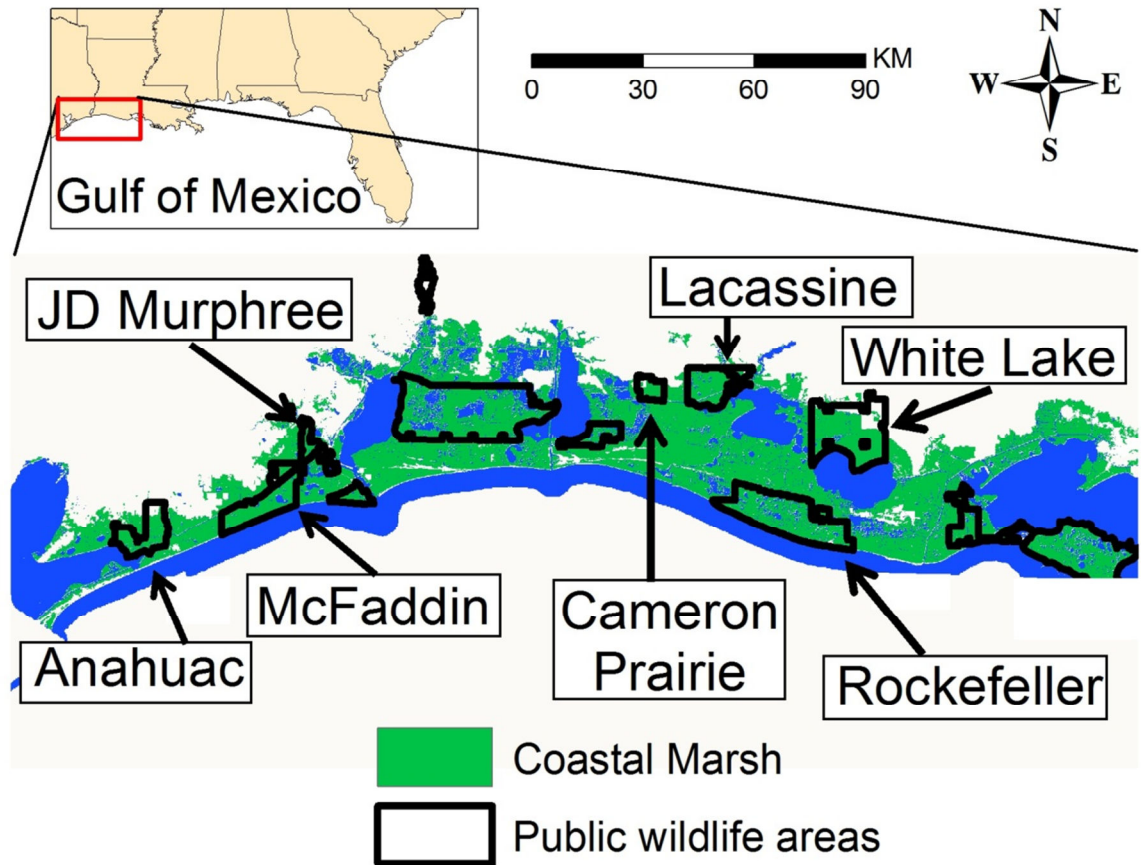 Gulf of Mexico
KM
0 30 60 90
N
W E
S
JD Murphree
Lacassine
White Lake
McFaddin
Anahuac
Cameron
Prairie
Rockefeller
Coastal Marsh
Public wildlife areas